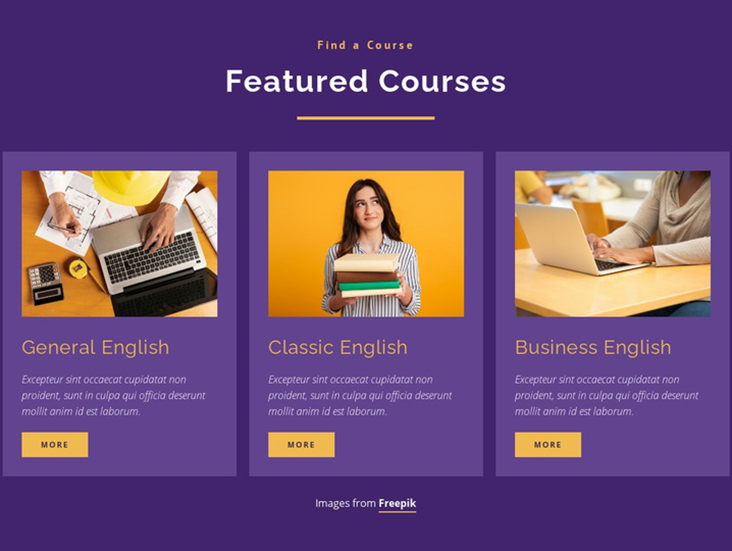 Find a Course
Featured Courses
General English
Excepteur sint occaecat cupidatat non
proident, sunt in culpa qui officia deserunt
mollit anim id est laborum.
MORE
Classic English
Excepteur sint occaecat cupidatat non
proident, sunt in culpa qui officia deserunt
mollit anim id est laborum.
MORE
Business English
Excepteur sint occaecat cupidatat non
proident, sunt in culpa qui officia deserunt
mollit anim id est laborum.
MORE
Images from Freepik